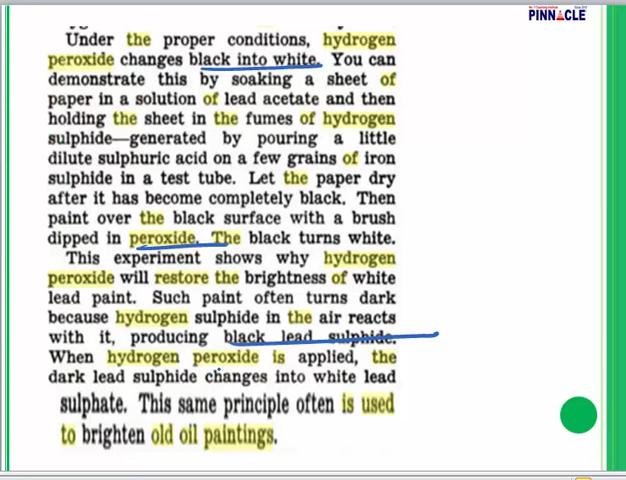 PINNACLE
Under the proper conditions, hydrogen
peroxide changes black into white. You can
demonstrate this by soaking a sheet of
paper in a solution of lead acetate and then
holding the sheet in the fumes of hydrogen
sulphide—generated by pouring a little
dilute sulphuric acid on a few grains of iron
sulphide in a test tube. Let the paper dry
after it has become completely black. Then
paint over the black surface with a brush
dipped in peroxide. The black turns white.
This experiment shows why hydrogen
peroxide will restore the brightness of white
lead paint. Such paint often turns dark
because hydrogen sulphide in the air reacts
with it, producing black lead sulphide.
When hydrogen peroxide is applied, the
dark lead sulphide changes into white lead
sulphate. This same principle often is used
to brighten old oil paintings.